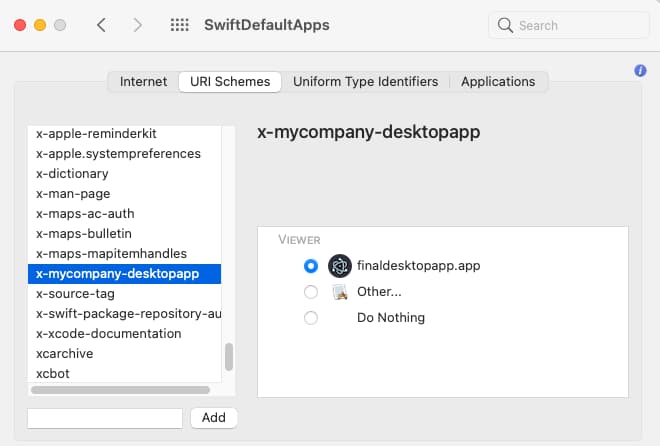 SwiftDefaultApps
Search
Internet
URI Schemes
Uniform Type Identifiers
Applications
x-apple-reminderkit
x-apple.systempreferences
x-dictionary
x-man-page
x-maps-ac-auth
x-maps-bulletin
x-maps-mapitemhandles
x-mycompany-desktopapp
x-source-tag
x-swift-package-repository-au
x-xcode-documentation
xcarchive
xcbot
Add
x-mycompany-desktopapp
VIEWER
finaldesktopapp.app
Other...
Do Nothing